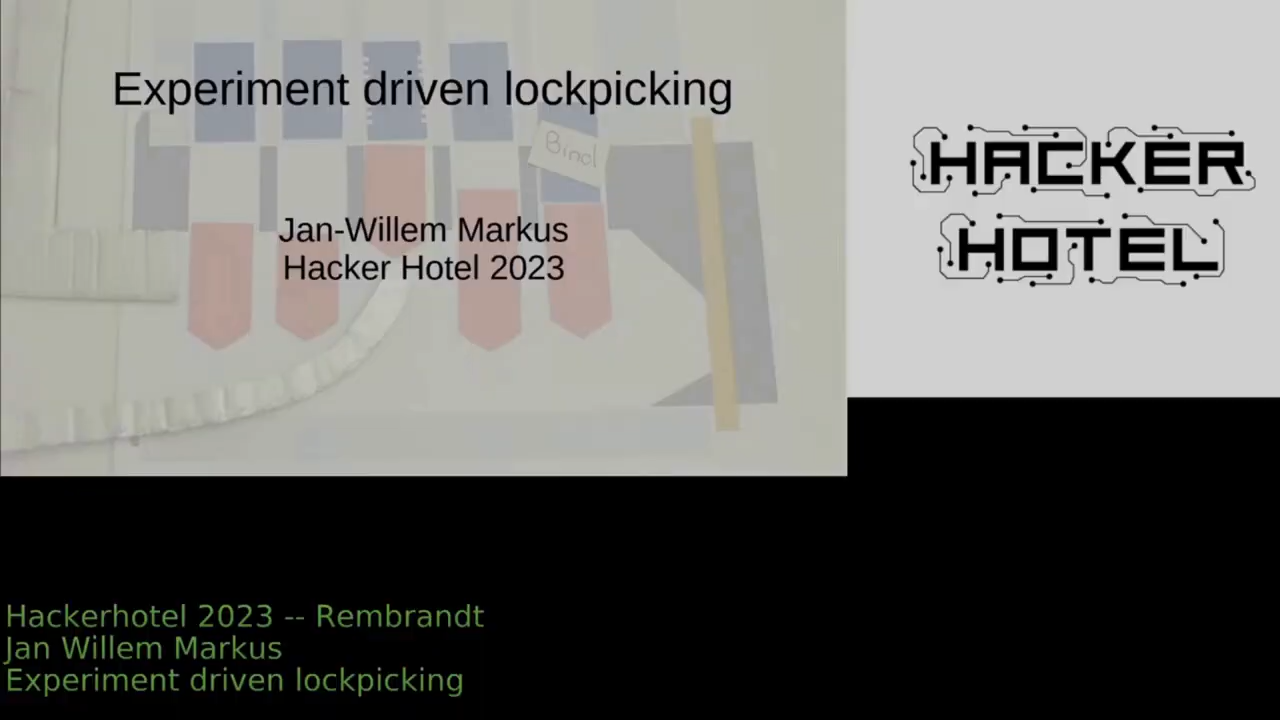 Experiment driven lockpicking
Binol
Jan-Willem Markus
Hacker Hotel 2023
HACKER
HOTEL
Hackerhotel 2023 -- Rembrandt
Jan Willem Markus
Experiment driven lockpicking